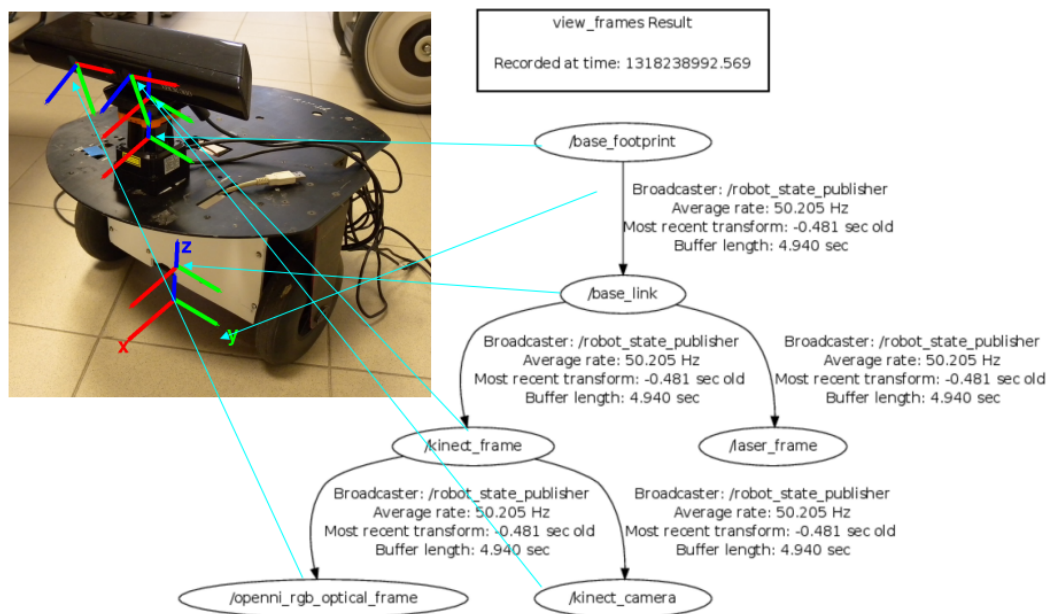 view_frames Result
Recorded at time: 1318238992.569
/base_footprint
Broadcaster: /robot_state_publisher
Average rate: 50.205 Hz
Most recent transform: -0.481 sec old
Buffer length: 4.940 sec
z
/base_link
y
x
Broadcaster: /robot_state_publisher
Average rate: 50.205 Hz
Most recent transform: -0.481 sec old
Buffer length: 4.940 sec
Broadcaster: /robot_state_publisher
Average rate: 50.205 Hz
Most recent transform: -0.481 sec old
Buffer length: 4.940 sec
/kinect_frame
/laser_frame
Broadcaster: /robot_state_publisher
Average rate: 50.205 Hz
Most recent transform: -0.481 sec old
Buffer length: 4.940 sec
Broadcaster: /robot_state_publisher
Average rate: 50.205 Hz
Most recent transform: -0.481 sec old
Buffer length: 4.940 sec
/openni_rgb_optical_frame
/kinect_camera